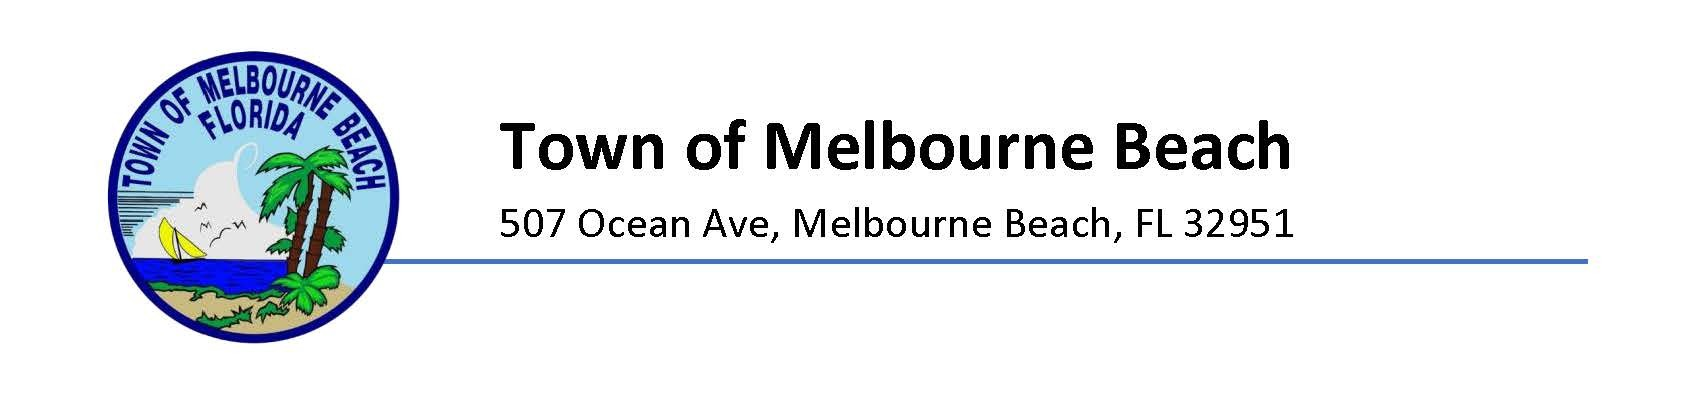 TOWN OF MELBOURNE BEACH
FLORIDA
Town of Melbourne Beach
507 Ocean Ave, Melbourne Beach, FL 32951